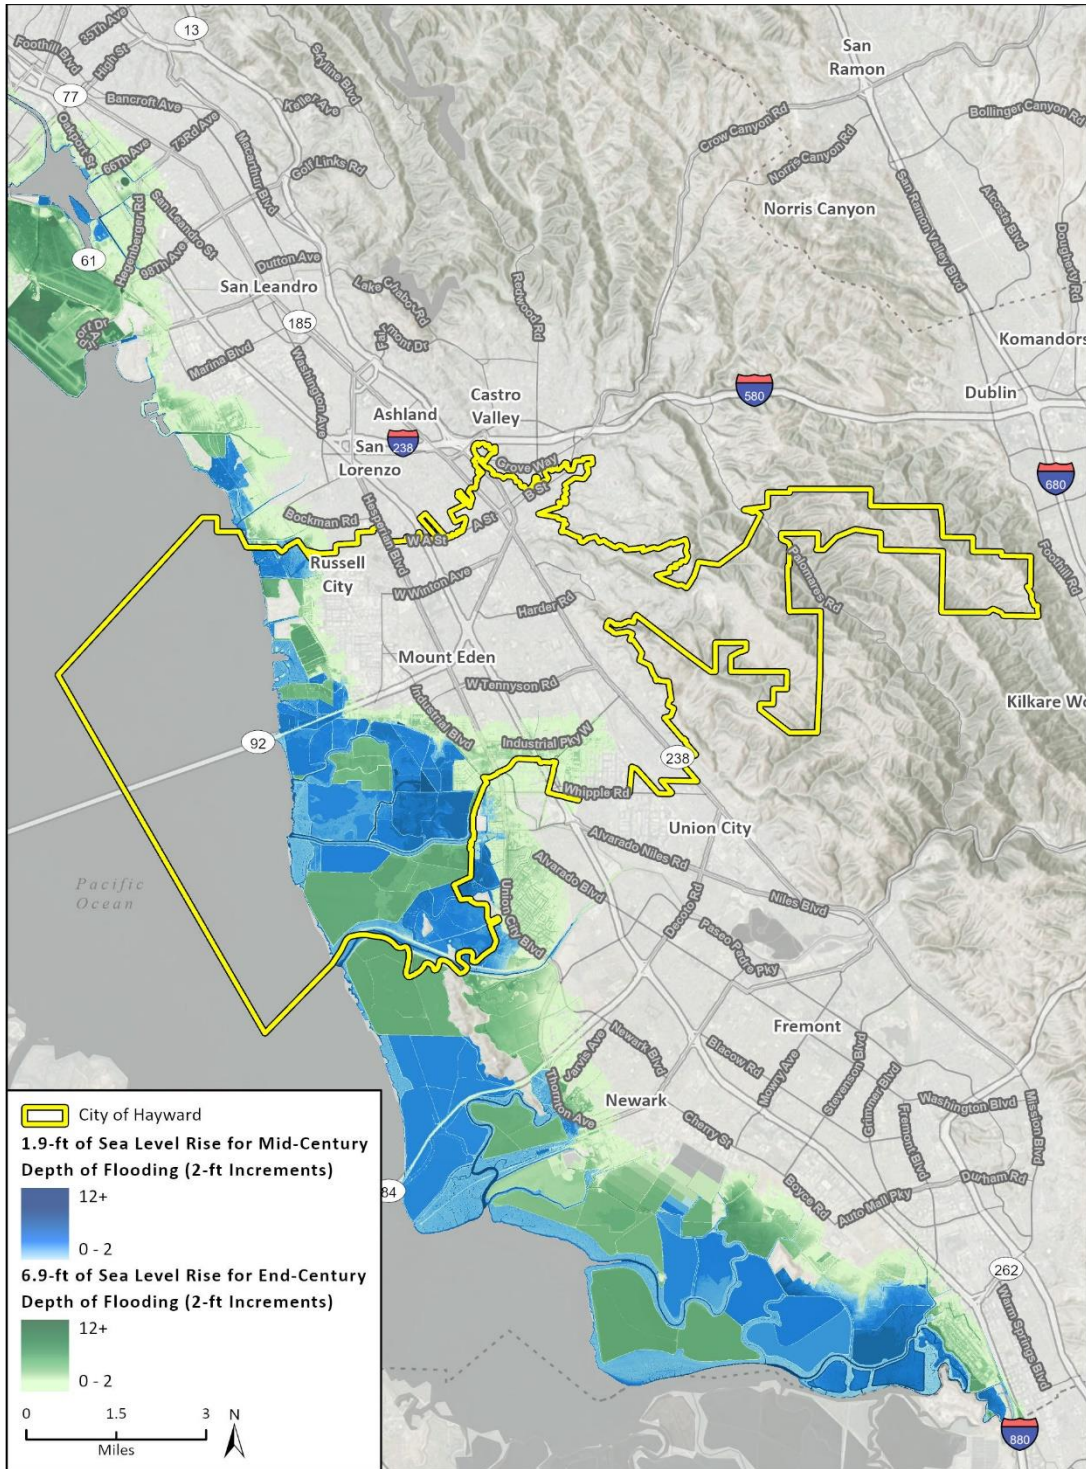 35Th Ave
13
Foothill Blvd
High St
Skyline Blvd
San
Ramon
77
Bancroft Ave
Keller Ave
Bollinger Canyon Rd
Crow Canyon Rd
Oakport St
66Th Ave
73Rd Ave
Macarthur Blvd
Golf Links Rd
Norris Canyon Rd
San Ramon Valley Blvd
Alcosta Blvd
Norris Canyon
Hegenberger Rd
San Leandro St
98Th Ave
Dougherty Rd
61
Dutton Ave
San Leandro
Lake Chabot Rd
Redwood Rd
185
Fairmont Dr
Komandors
Marina Blvd
Washington Ave
580
Dublin
Castro
Valley
Ashland
238
San
Lorenzo
Grove Way
680
B St
Hesperian Blvd
Bockman Rd
A St
W A St
Foothill Rd
Russell
City
Palomares Rd
W Winton Ave
Harder Rd
Mount Eden
W Tennyson Rd
Kilkare Wo
Industrial Blvd
92
Industrial Pky W
238
Whipple Rd
Union City
Alvarado Niles Rd
Pacific
Ocean
Alvarado Blvd
Union City Blvd
Decoto Rd
Niles Blvd
Paseo Padre Pky
Fremont
Jarvis Ave
Newark Blvd
Blacow Rd
Mowry Ave
Stevenson Blvd
Grimmer Blvd
Thornton Ave
Newark
Washington Blvd
Mission Blvd
Cherry St
Fremont Blvd
84
Boyce Rd
Durham Rd
Auto Mall Pky
262
Warm Springs Blvd
880
City of Hayward
1.9-ft of Sea Level Rise for Mid-Century
Depth of Flooding (2-ft Increments)
12+
0 - 2
6.9-ft of Sea Level Rise for End-Century
Depth of Flooding (2-ft Increments)
12+
0 - 2
0 1.5 3
Miles
N